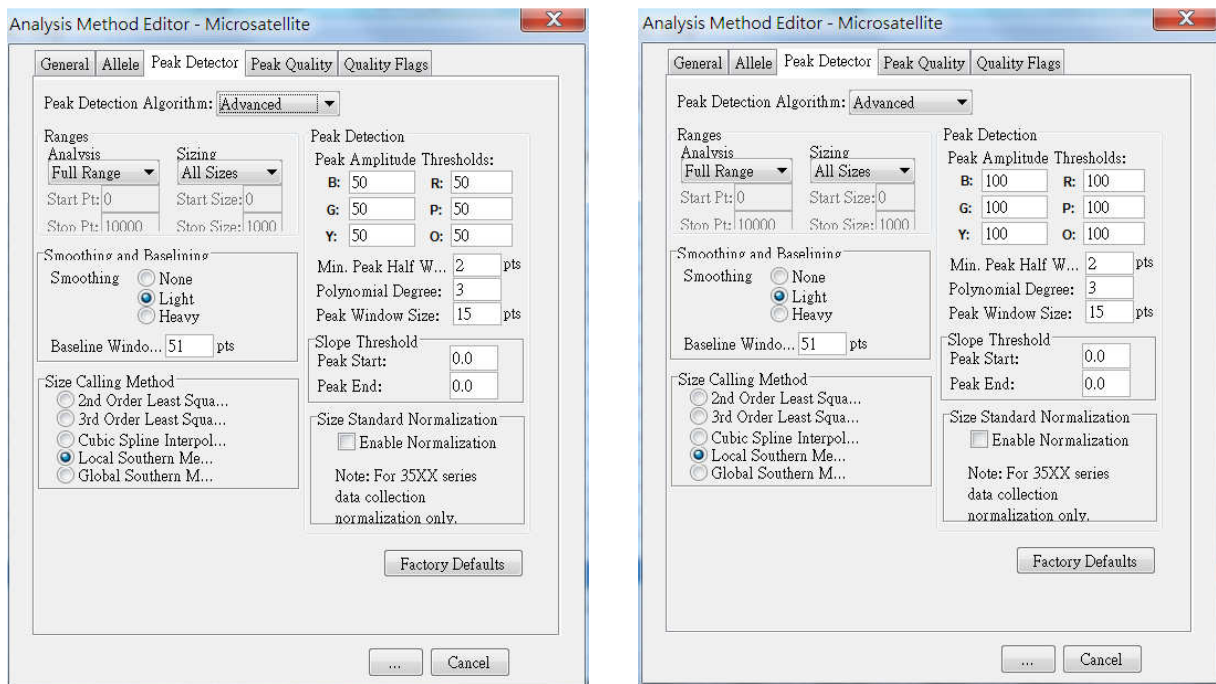 Analysis Method Editor - Microsatellite
General Allele Peak Detector Peak Quality Quality Flags
Peak Detection Algorithm: Advanced
Ranges
Analysis Sizing
Full Range All Sizes
Start Pt: 0 Start Size: 0
Stop Pt: 10000 Stop Size: 1000
Smoothing and Baselining
Smoothing None
Light
Heavy
Baseline Windo... 51 pts
Size Calling Method
2nd Order Least Squa...
3rd Order Least Squa...
Cubic Spline Interpol...
Local Southern Me...
Global Southern M...
Peak Detection
Peak Amplitude Thresholds:
B: 50 R: 50
G: 50 P: 50
Y: 50 O: 50
Min. Peak Half W... 2 pts
Polynomial Degree: 3
Peak Window Size: 15 pts
Slope Threshold
Peak Start: 0.0
Peak End: 0.0
Size Standard Normalization
Enable Normalization
Note: For 35XX series
data collection
normalization only.
Factory Defaults
... Cancel
Analysis Method Editor - Microsatellite
General Allele Peak Detector Peak Quality Quality Flags
Peak Detection Algorithm: Advanced
Ranges
Analysis Sizing
Full Range All Sizes
Start Pt: 0 Start Size: 0
Stop Pt: 10000 Stop Size: 1000
Smoothing and Baselining
Smoothing None
Light
Heavy
Baseline Windo... 51 pts
Size Calling Method
2nd Order Least Squa...
3rd Order Least Squa...
Cubic Spline Interpol...
Local Southern Me...
Global Southern M...
Peak Detection
Peak Amplitude Thresholds:
B: 100 R: 100
G: 100 P: 100
Y: 100 O: 100
Min. Peak Half W... 2 pts
Polynomial Degree: 3
Peak Window Size: 15 pts
Slope Threshold
Peak Start: 0.0
Peak End: 0.0
Size Standard Normalization
Enable Normalization
Note: For 35XX series
data collection
normalization only.
Factory Defaults
... Cancel